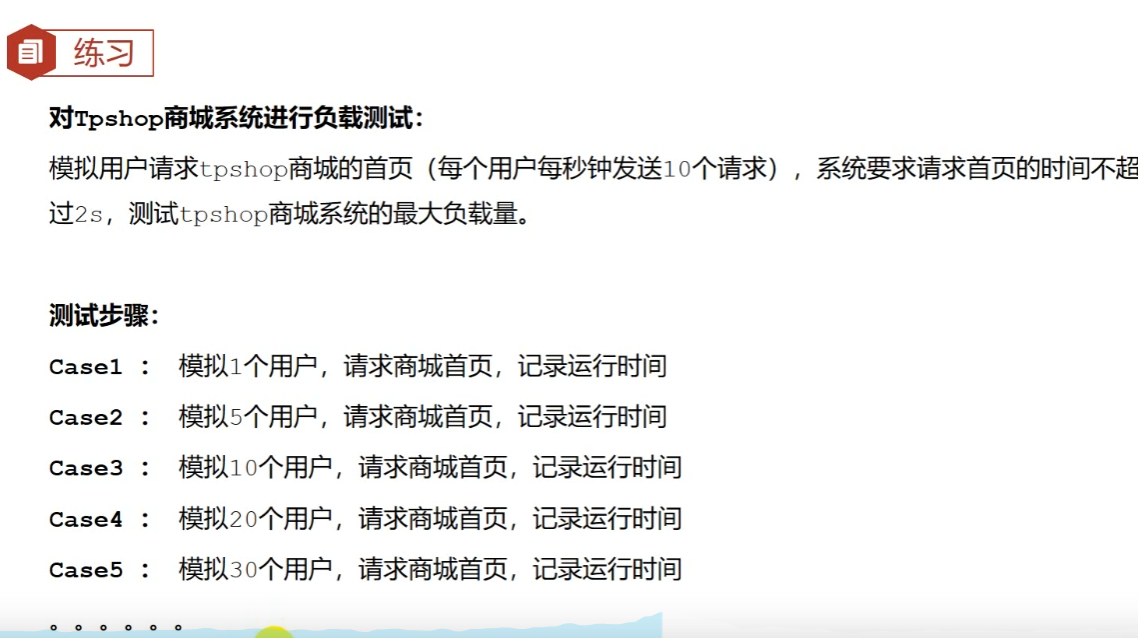 练习
对Tpshop商城系统进行负载测试：
模拟用户请求tpshop商城的首页（每个用户每秒钟发送10个请求），系统要求请求首页的时间不超
过2s，测试tpshop商城系统的最大负载量。
测试步骤：
Case1 ： 模拟1个用户，请求商城首页，记录运行时间
Case2 ： 模拟5个用户，请求商城首页，记录运行时间
Case3 ： 模拟10个用户，请求商城首页，记录运行时间
Case4 ： 模拟20个用户，请求商城首页，记录运行时间
Case5 ： 模拟30个用户，请求商城首页，记录运行时间
。。。。。。